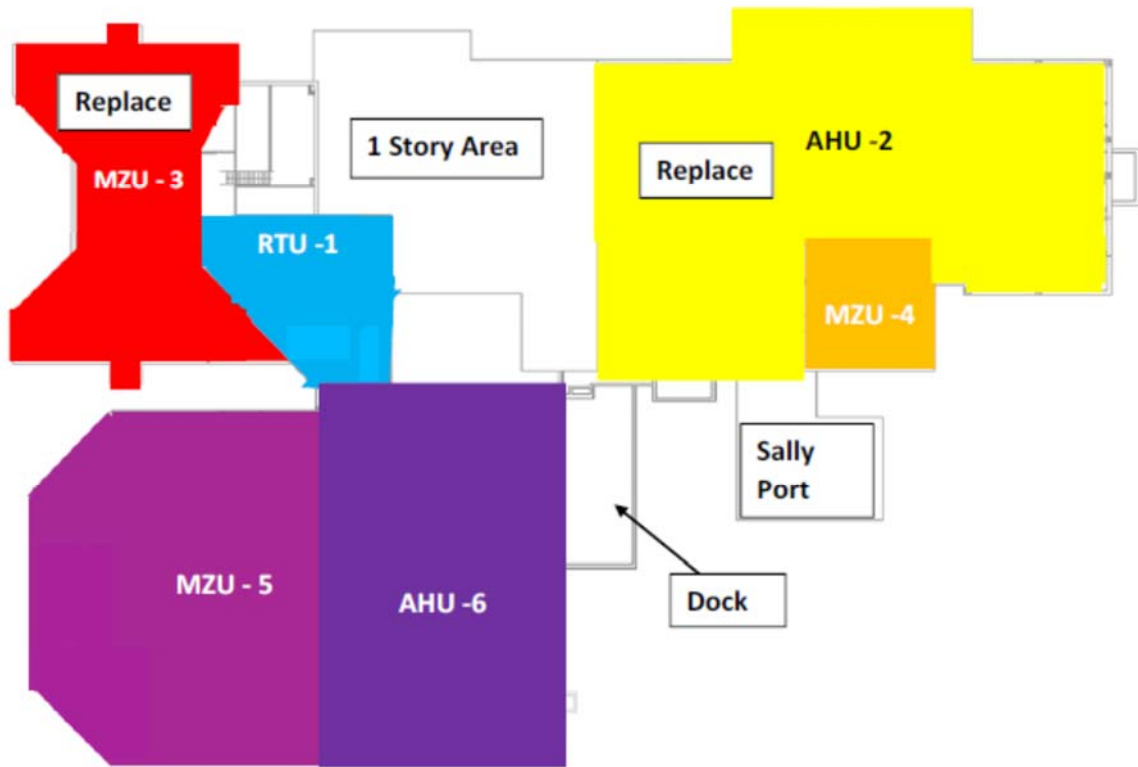 Replace
MZU - 3
1 Story Area
AHU -2
Replace
RTU -1
MZU -4
Sally
Port
MZU - 5
AHU -6
Dock